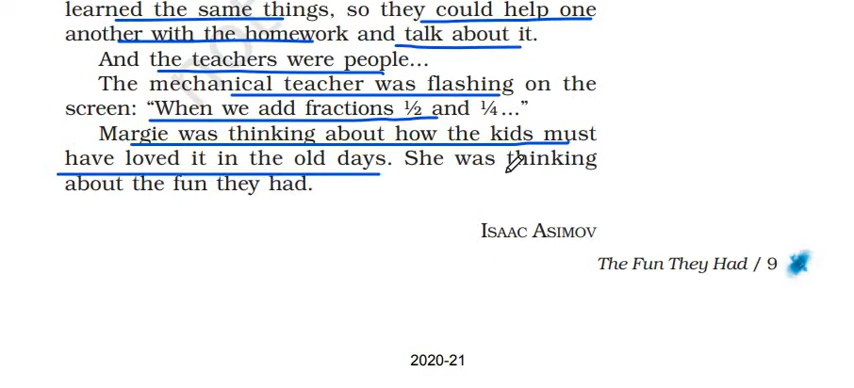 learned the same things, so they could help one
another with the homework and talk about it.
And the teachers were people...
The mechanical teacher was flashing on the
screen: “When we add fractions ½ and ¼...”
Margie was thinking about how the kids must
have loved it in the old days. She was thinking
about the fun they had.
ISAAC ASIMOV
The Fun They Had / 9
2020-21